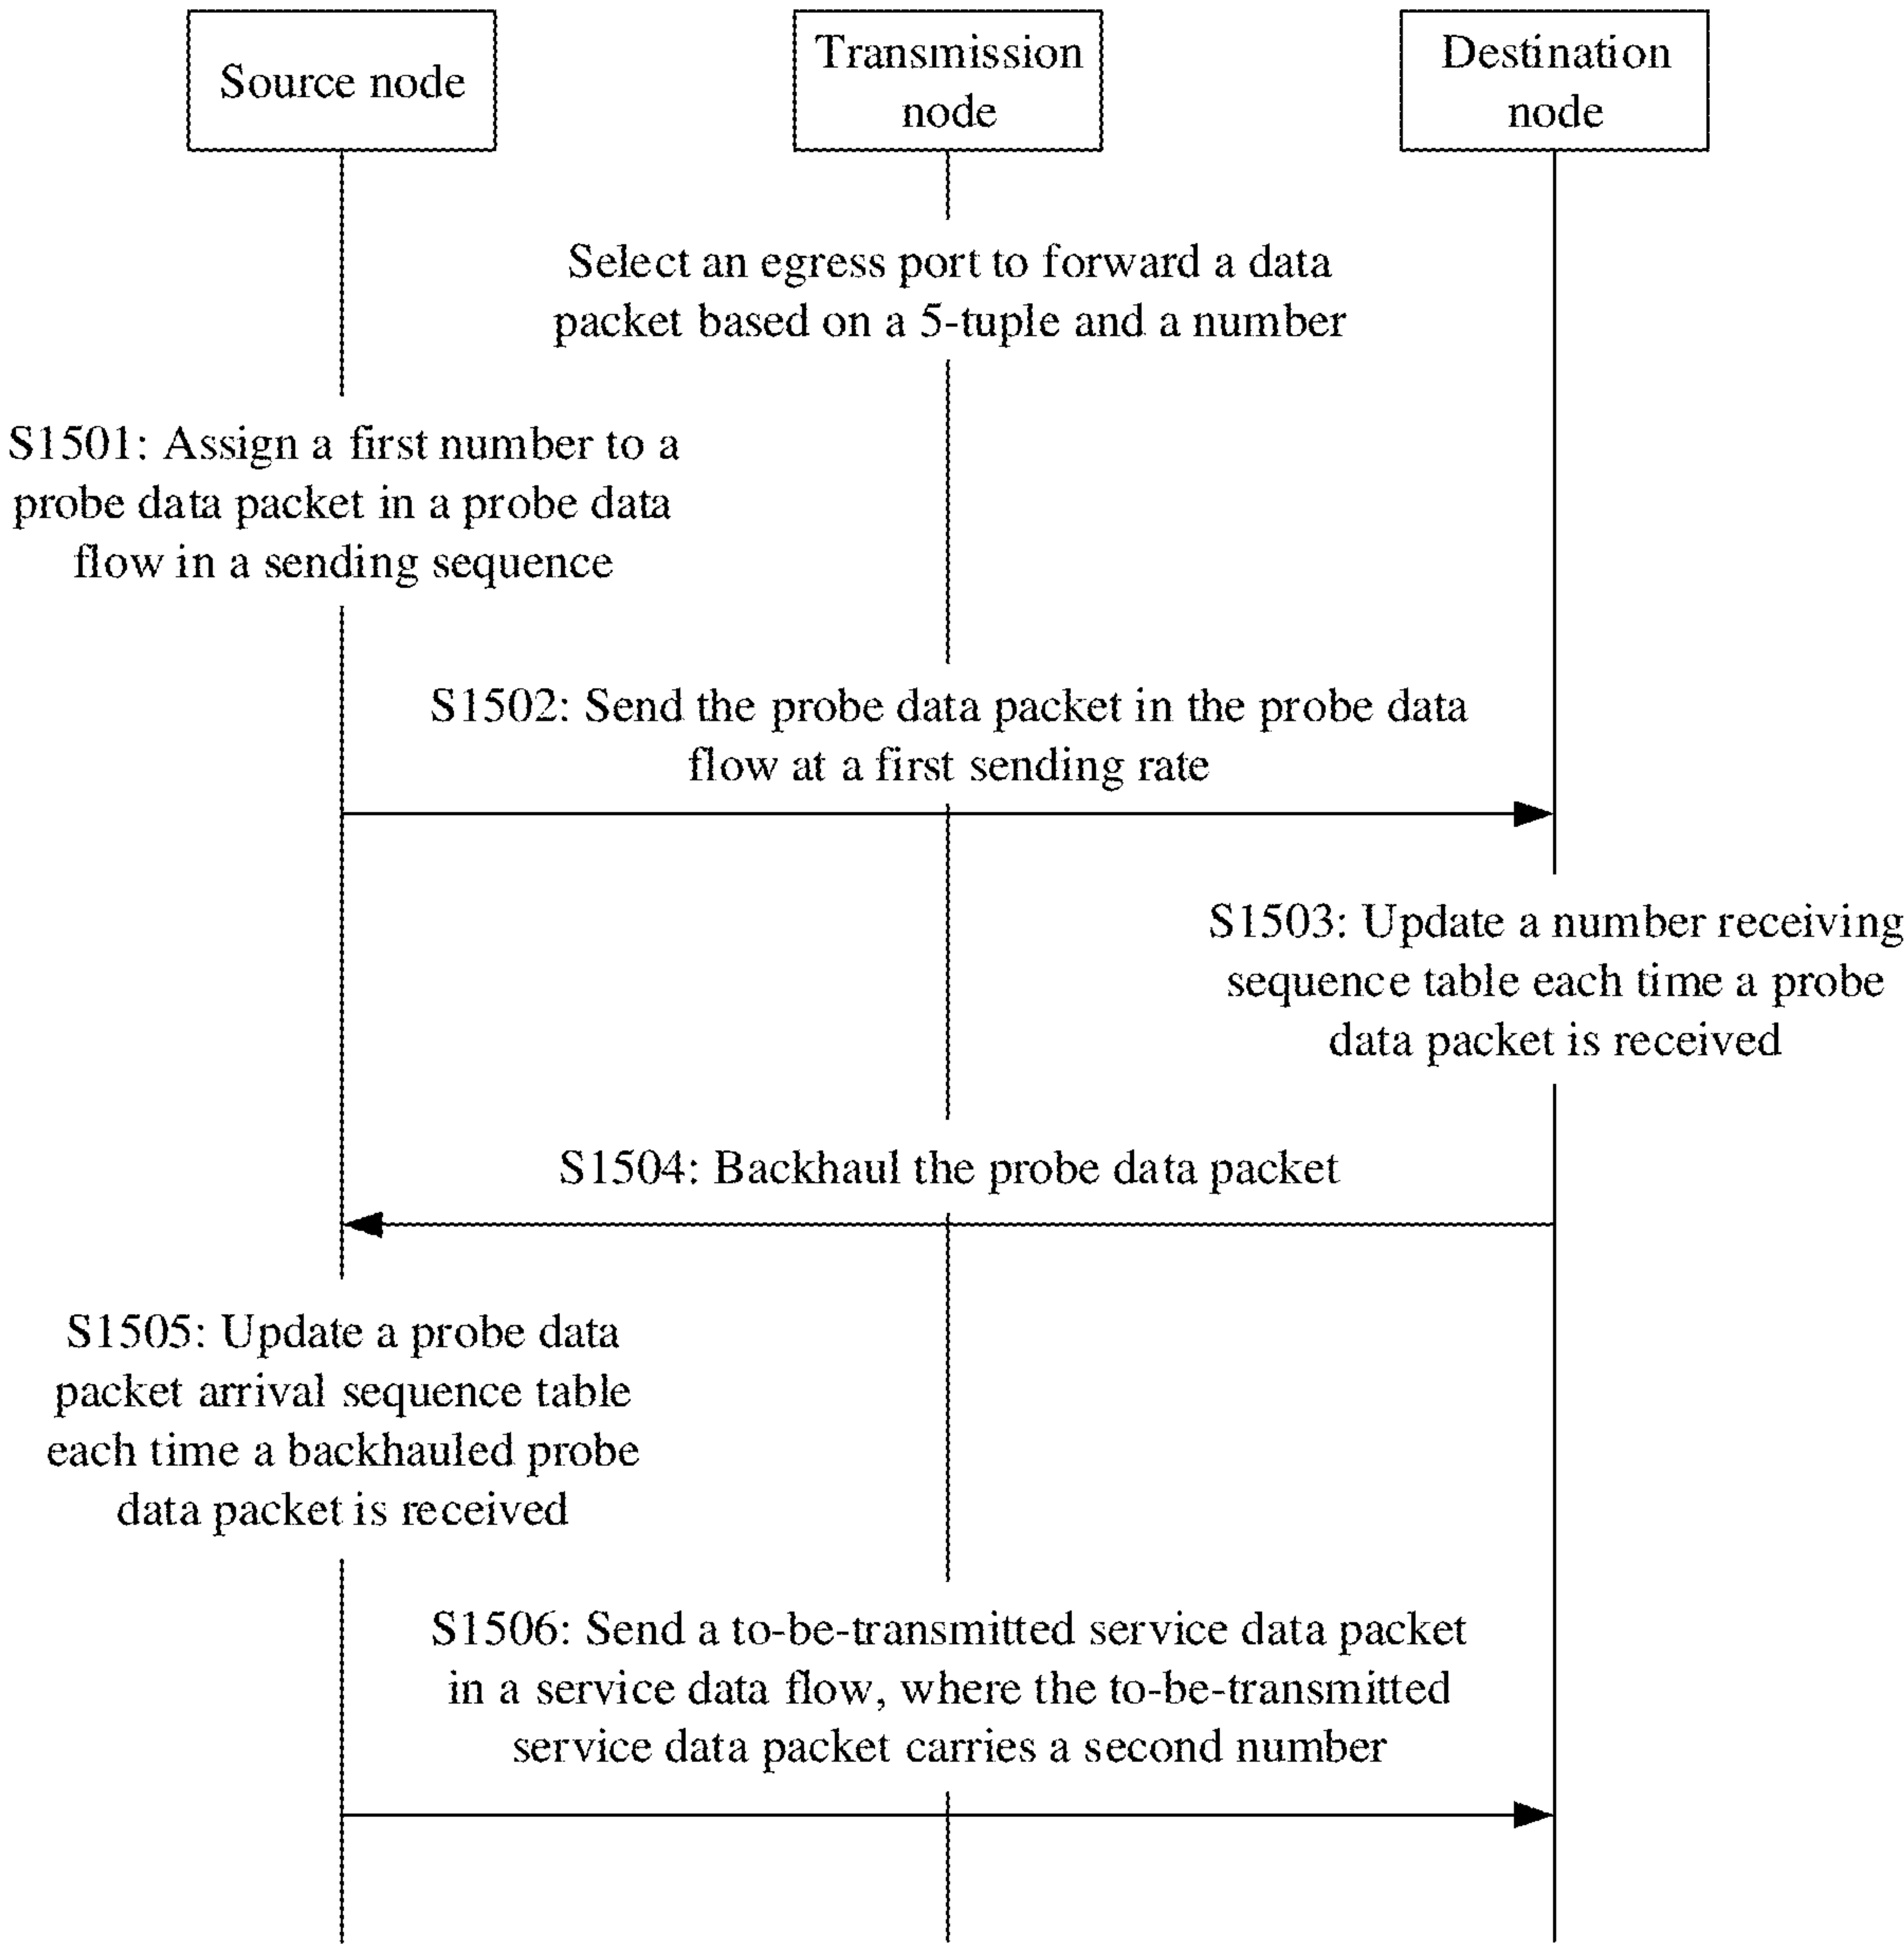 Source node
Transmission
node
Destination
node
Select an egress port to forward a data
packet based on a 5-tuple and a number
S1501: Assign a first number to a
probe data packet in a probe data
flow in a sending sequence
S1502: Send the probe data packet in the probe data
flow at a first sending rate
S1503: Update a number receiving
sequence table each time a probe
data packet is received
S1504: Backhaul the probe data packet
S1505: Update a probe data
packet arrival sequence table
each time a backhauled probe
data packet is received
S1506: Send a to-be-transmitted service data packet
in a service data flow, where the to-be-transmitted
service data packet carries a second number